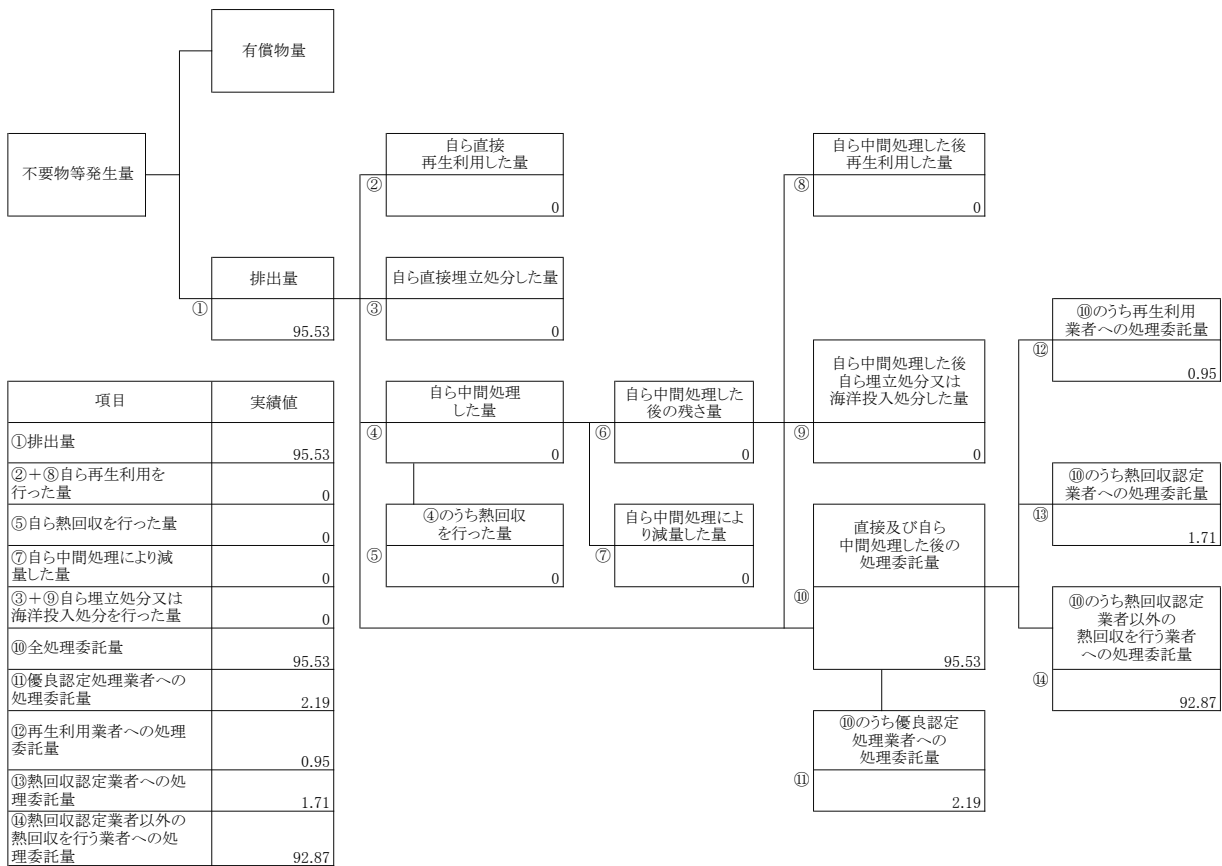 有償物量
不要物等発生量
自ら直接
再生利用した量
②
0
自ら中間処理した後
再生利用した量
⑧
0
排出量
①
95.53
自ら直接埋立処分した量
③
0
⑩のうち再生利用
業者への処理委託量
⑫
0.95
自ら中間処理
した量
④
0
自ら中間処理した
後の残さ量
⑥
0
自ら中間処理した後
自ら埋立処分又は
海洋投入処分した量
⑨
0
⑩のうち熱回収認定
業者への処理委託量
⑬
1.71
④のうち熱回収
を行った量
⑤
0
自ら中間処理によ
り減量した量
⑦
0
直接及び自ら
中間処理した後の
処理委託量
⑩
95.53
⑩のうち熱回収認定
業者以外の
熱回収を行う業者
への処理委託量
⑭
92.87
⑩のうち優良認定
処理業者への
処理委託量
⑪
2.19
項目 実績値
①排出量
95.53
②+⑧自ら再生利用を
行った量
0
⑤自ら熱回収を行った量
0
⑦自ら中間処理により減
量した量
0
③+⑨自ら埋立処分又は
海洋投入処分を行った量
0
⑩全処理委託量
95.53
⑪優良認定処理業者への
処理委託量
2.19
⑫再生利用業者への処理
委託量
0.95
⑬熱回収認定業者への処
理委託量
1.71
⑭熱回収認定業者以外の
熱回収を行う業者への処
理委託量
92.87